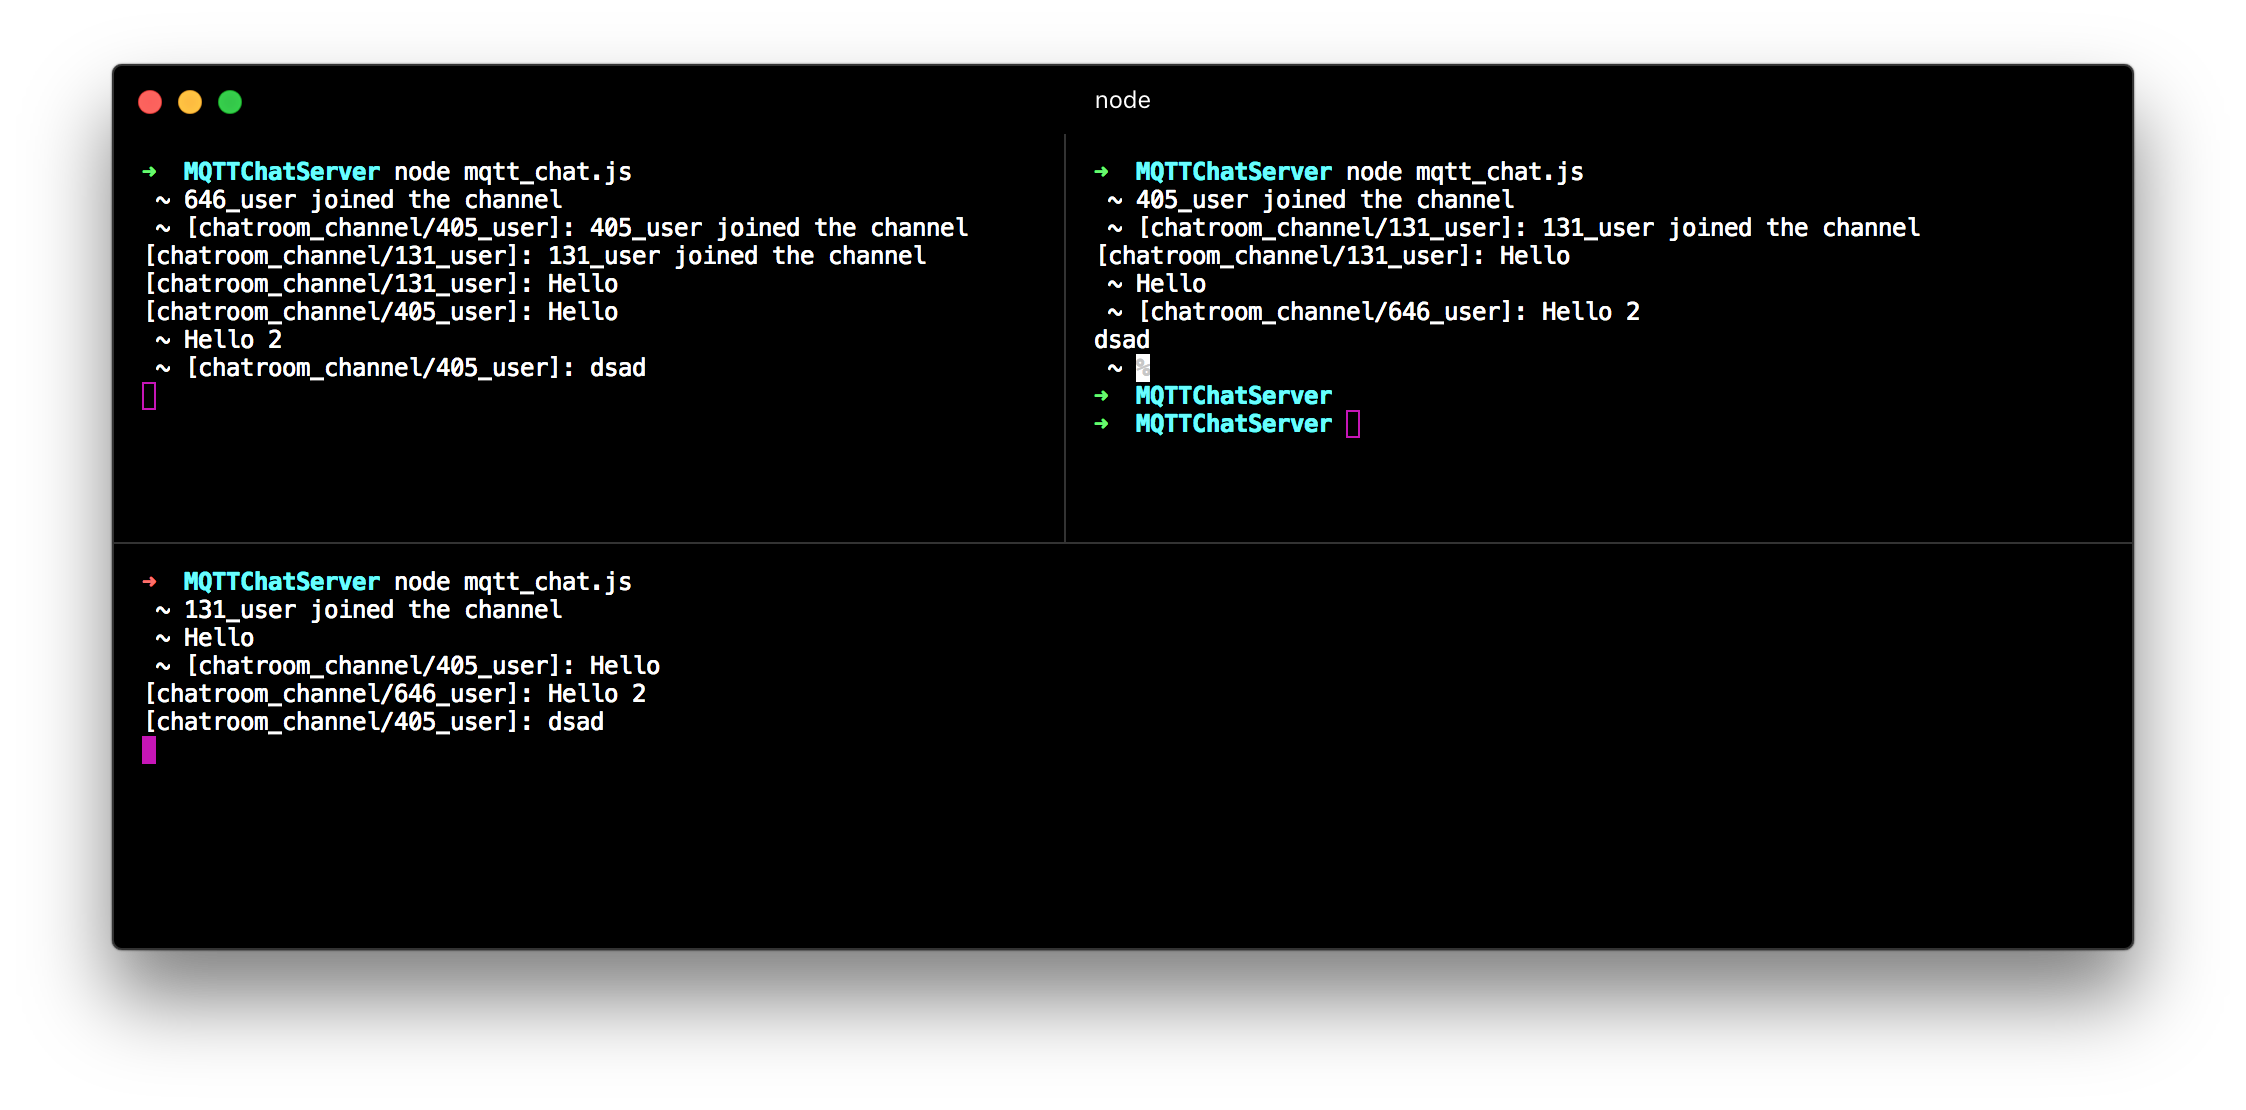 node
➜  MQTTChatServer node mqtt_chat.js
 ~ 646_user joined the channel
 ~ [chatroom_channel/405_user]: 405_user joined the channel
[chatroom_channel/131_user]: 131_user joined the channel
[chatroom_channel/131_user]: Hello
[chatroom_channel/405_user]: Hello
 ~ Hello 2
 ~ [chatroom_channel/405_user]: dsad
➜  MQTTChatServer node mqtt_chat.js
 ~ 405_user joined the channel
 ~ [chatroom_channel/131_user]: 131_user joined the channel
[chatroom_channel/131_user]: Hello
 ~ Hello
 ~ [chatroom_channel/646_user]: Hello 2
dsad
 ~ %
➜  MQTTChatServer
➜  MQTTChatServer
➜  MQTTChatServer node mqtt_chat.js
 ~ 131_user joined the channel
 ~ Hello
 ~ [chatroom_channel/405_user]: Hello
[chatroom_channel/646_user]: Hello 2
[chatroom_channel/405_user]: dsad